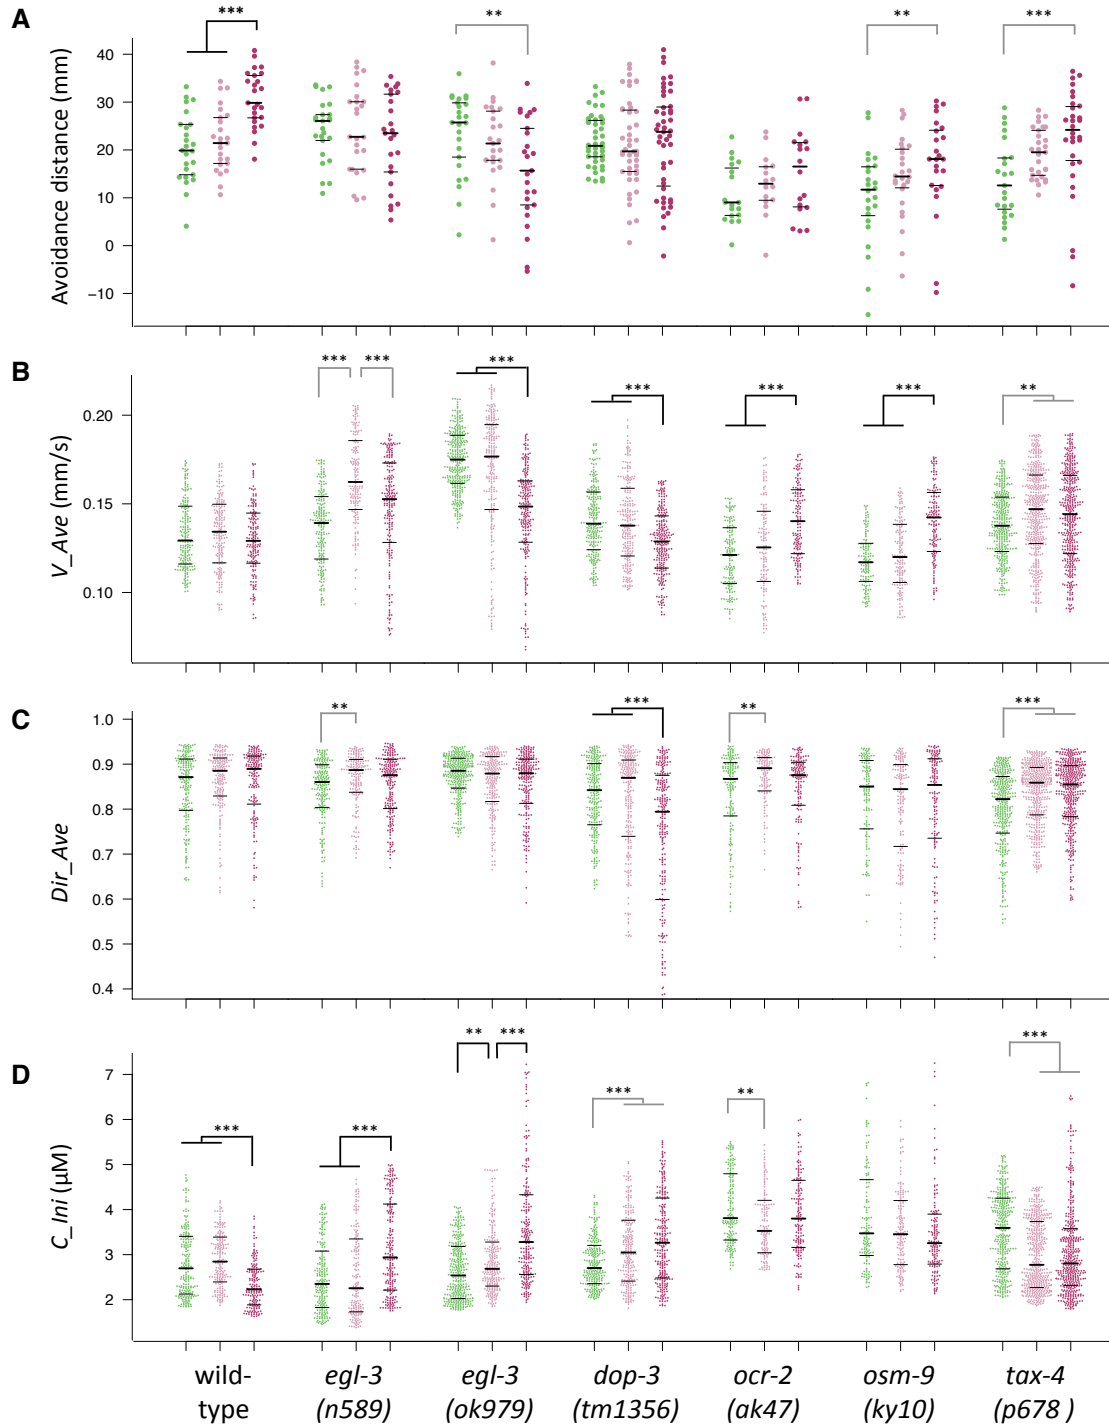 A
*** ** ** ***
Avoidance distance (mm)
40
30
20
10
0
−10
B
*** *** *** *** *** *** **
V_Ave (mm/s)
0.20
0.15
0.10
C
** *** ** ***
Dir_Ave
1.0
0.9
0.8
0.7
0.6
0.5
0.4
D
*** *** ** *** *** ** ***
C_Ini (μM)
7
6
5
4
3
2
wild- egl-3 egl-3 dop-3 ocr-2 osm-9 tax-4
type (n589) (ok979) (tm1356) (ak47) (ky10) (p678 )